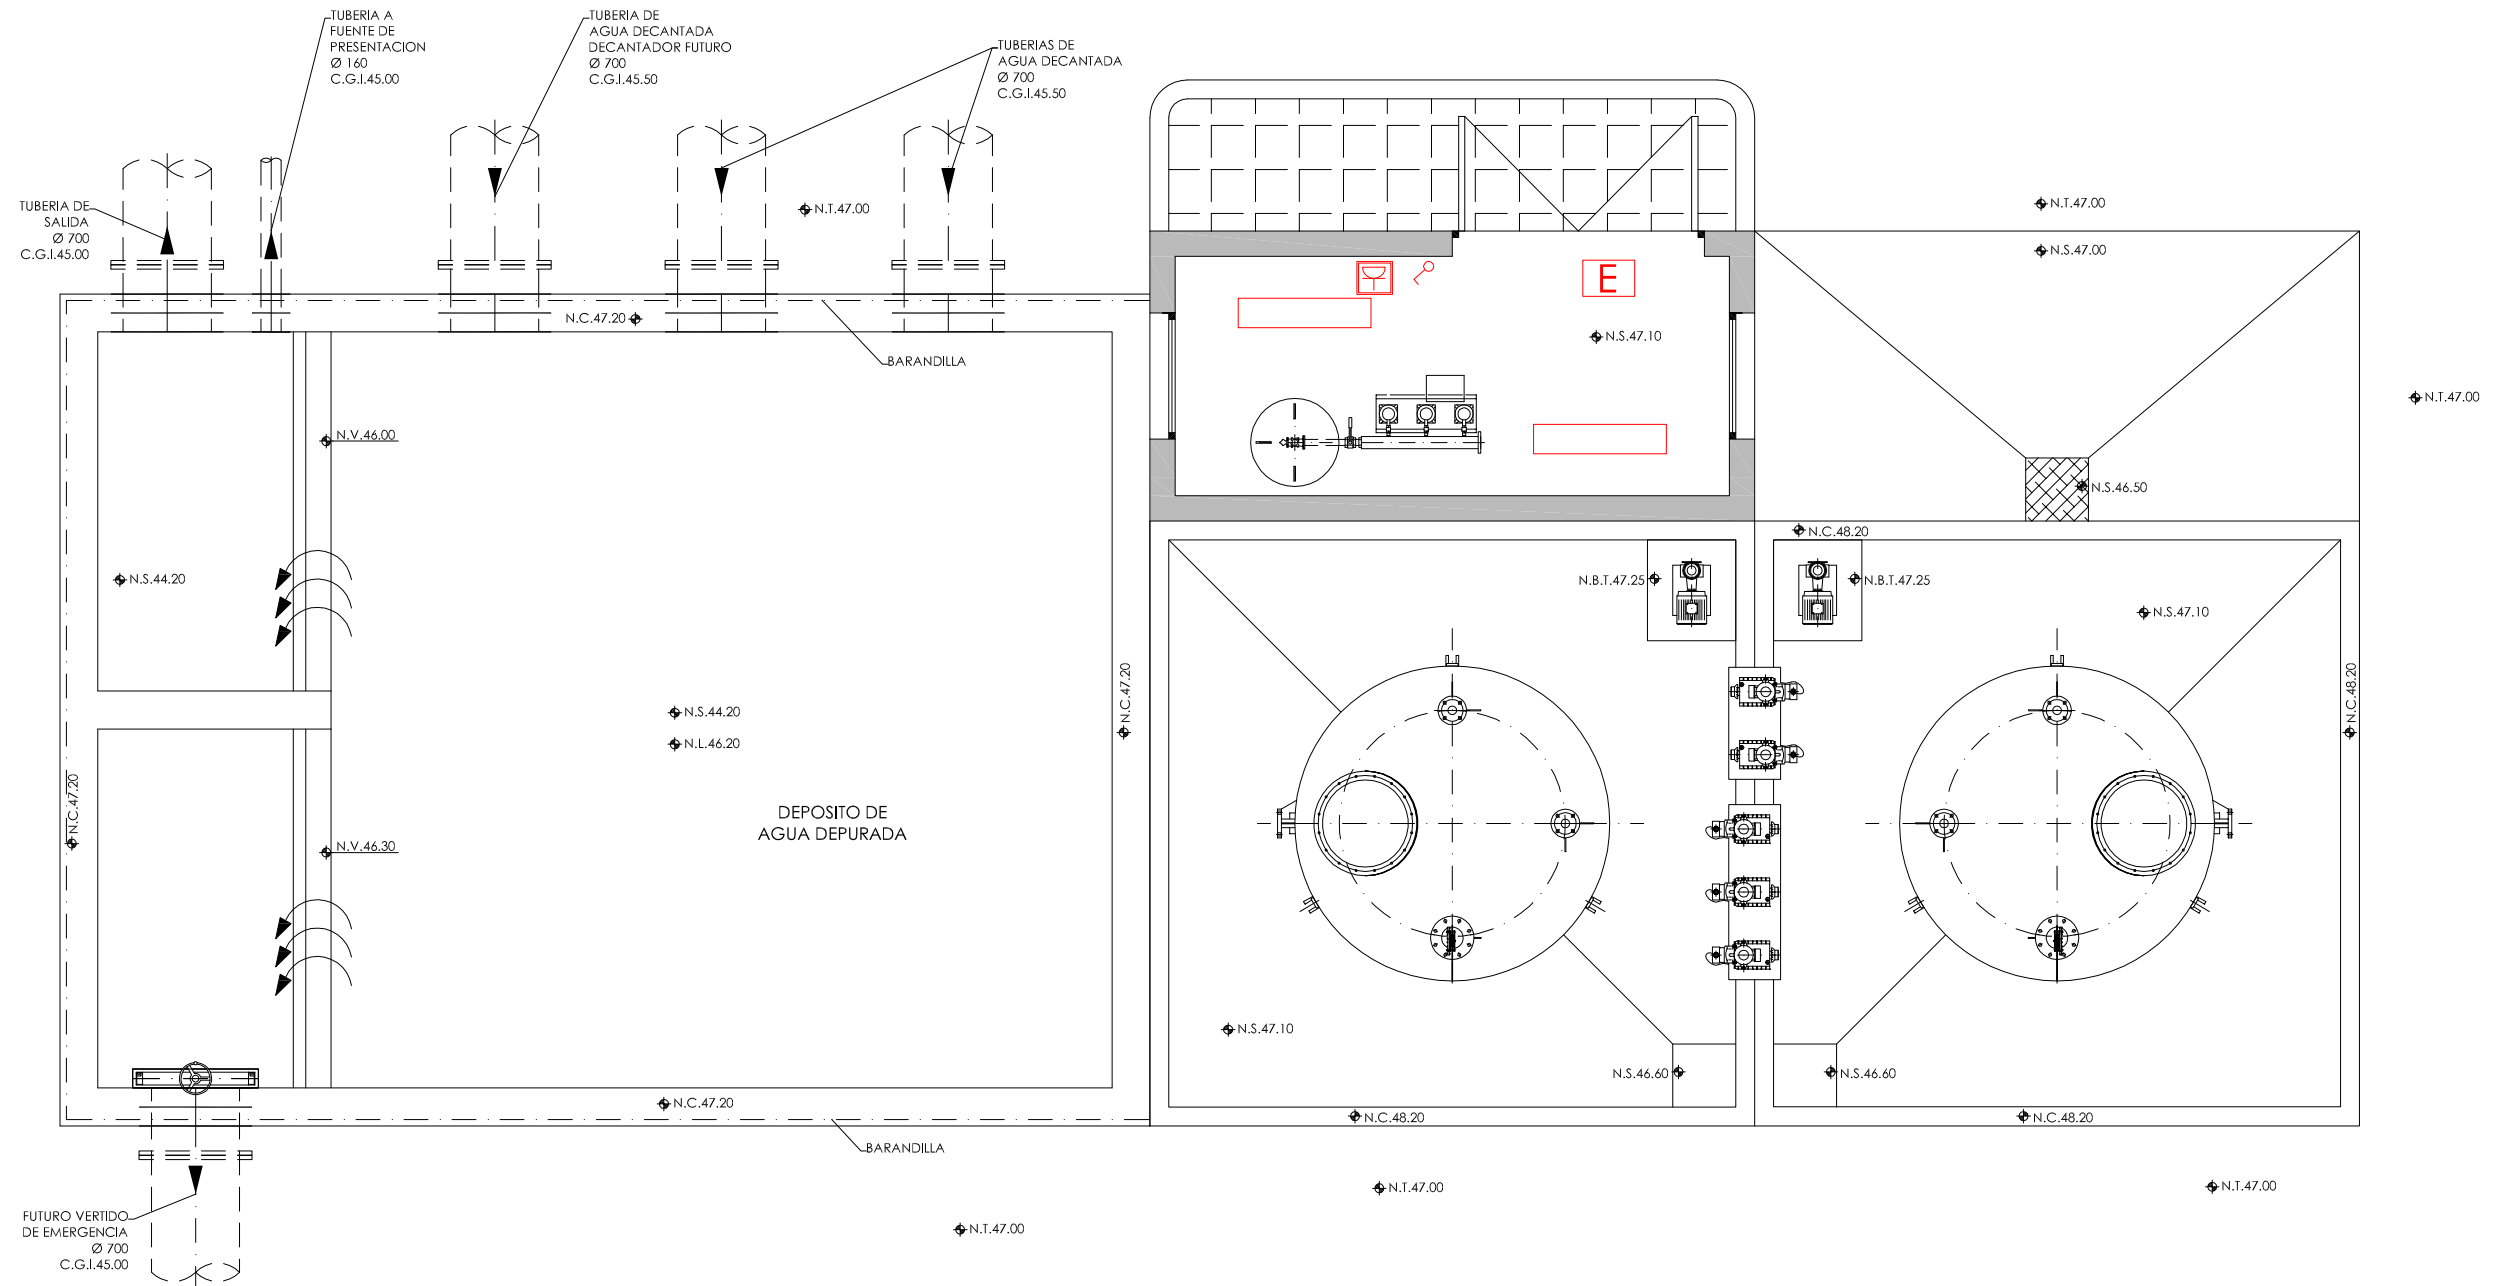 TUBERIA A
FUENTE DE
PRESENTACION
Ø 160
C.G.I.45.00
TUBERIA DE
AGUA DECANTADA
DECANTADOR FUTURO
Ø 700
C.G.I.45.50
TUBERIAS DE
AGUA DECANTADA
Ø 700
C.G.I.45.50
TUBERIA DE
SALIDA
Ø 700
C.G.I.45.00
N.T.47.00
N.T.47.00
N.S.47.00
E
N.C.47.20
N.S.47.10
BARANDILLA
N.T.47.00
N.V.46.00
N.S.46.50
N.C.48.20
N.S.44.20
N.B.T.47.25
N.B.T.47.25
N.S.47.10
N.C.47.20
N.C.48.20
N.S.44.20
N.L.46.20
N.C.47.20
DEPOSITO DE
AGUA DEPURADA
N.V.46.30
N.S.47.10
N.S.46.60
N.S.46.60
N.C.47.20
N.C.48.20
N.C.48.20
BARANDILLA
N.T.47.00
N.T.47.00
FUTURO VERTIDO
DE EMERGENCIA
Ø 700
C.G.I.45.00
N.T.47.00